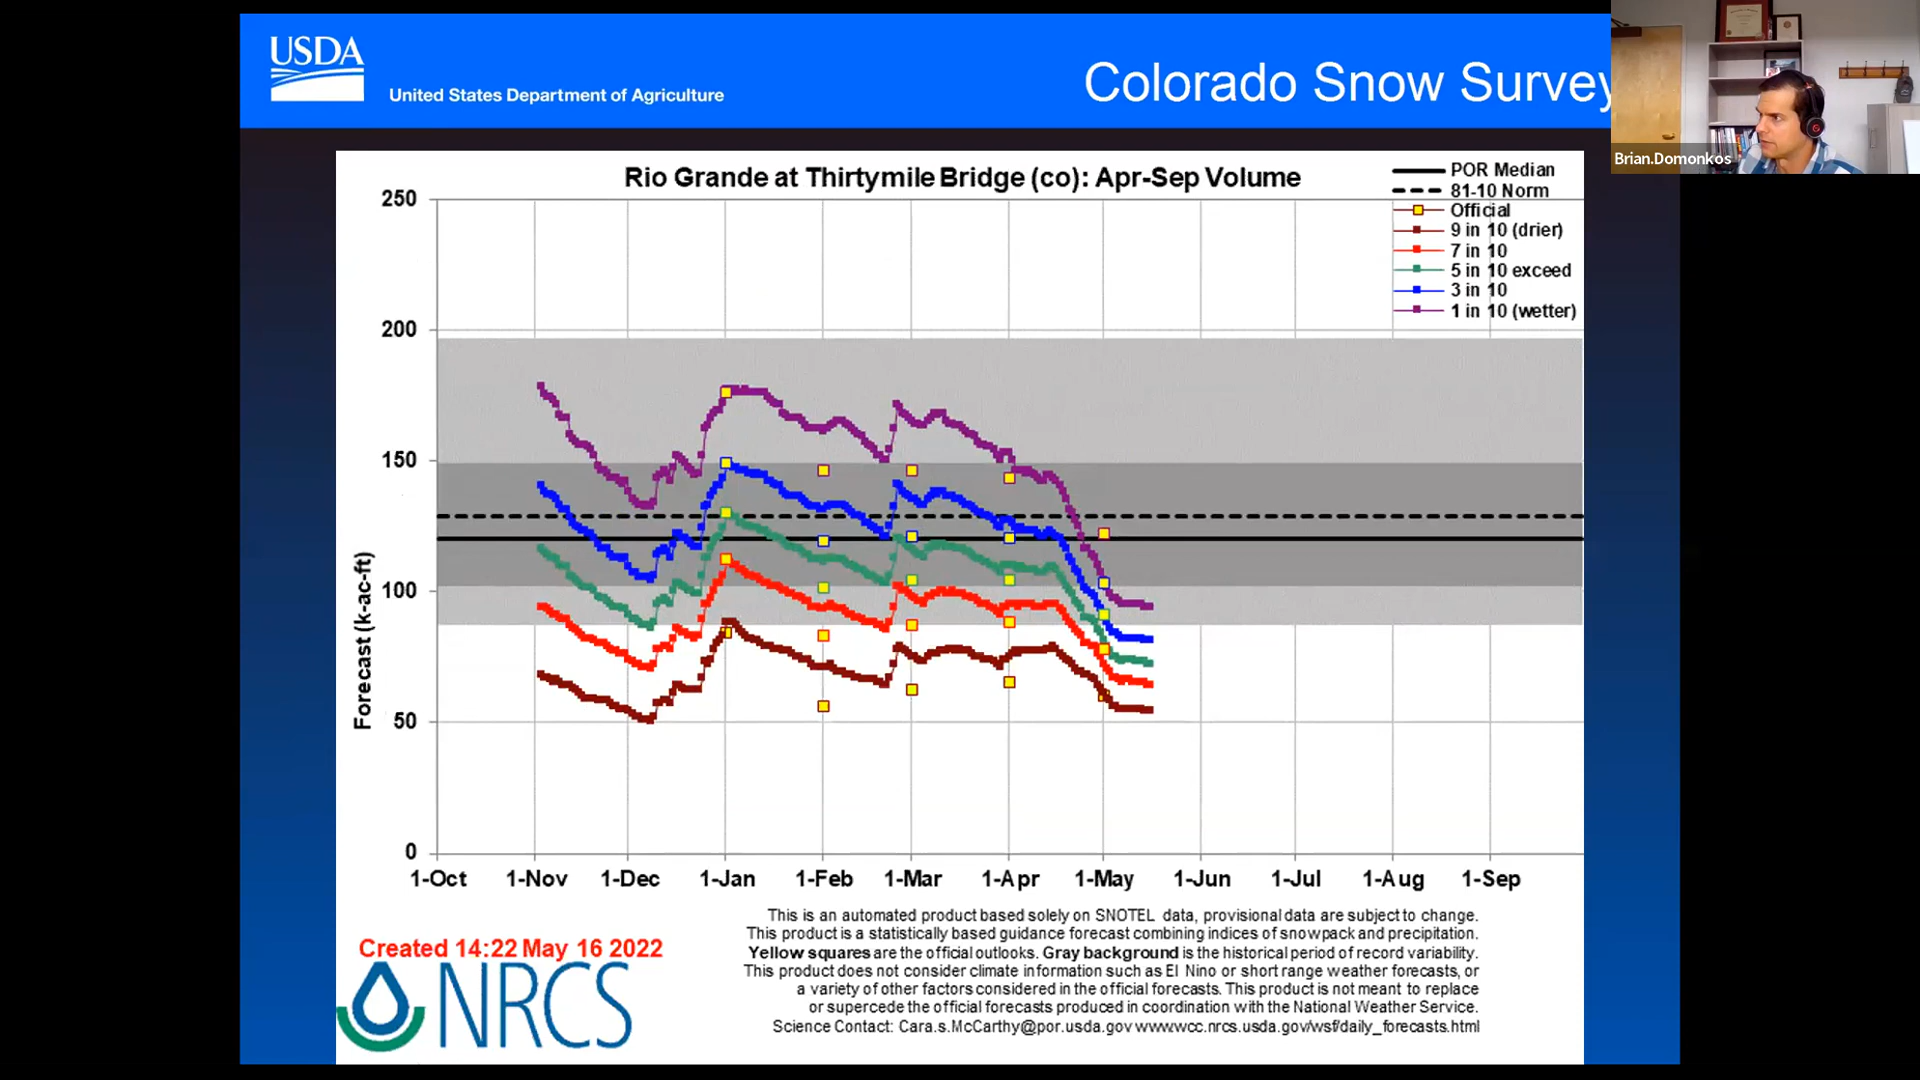 USDA
United States Department of Agriculture
Colorado Snow Survey
Brian.Domonkos
Rio Grande at Thirtymile Bridge (co): Apr-Sep Volume
POR Median
81-10 Norm
Official
9 in 10 (drier)
7 in 10
5 in 10 exceed
3 in 10
1 in 10 (wetter)
250
200
150
100
50
0
Forecast (k-ac-ft)
1-Oct 1-Nov 1-Dec 1-Jan 1-Feb 1-Mar 1-Apr 1-May 1-Jun 1-Jul 1-Aug 1-Sep
This is an automated product based solely on SNOTEL data, provisional data are subject to change.
This product is a statistically based guidance forecast combining indices of snowpack and precipitation.
Yellow squares are the official outlooks. Gray background is the historical period of record variability.
This product does not consider climate information such as El Nino or short range weather forecasts, or
a variety of other factors considered in the official forecasts. This product is not meant to replace
or supercede the official forecasts produced in coordination with the National Weather Service.
Science Contact: Cara.s.McCarthy@por.usda.gov www.wcc.nrcs.usda.gov/wsf/daily_forecasts.html
Created 14:22 May 16 2022
NRCS